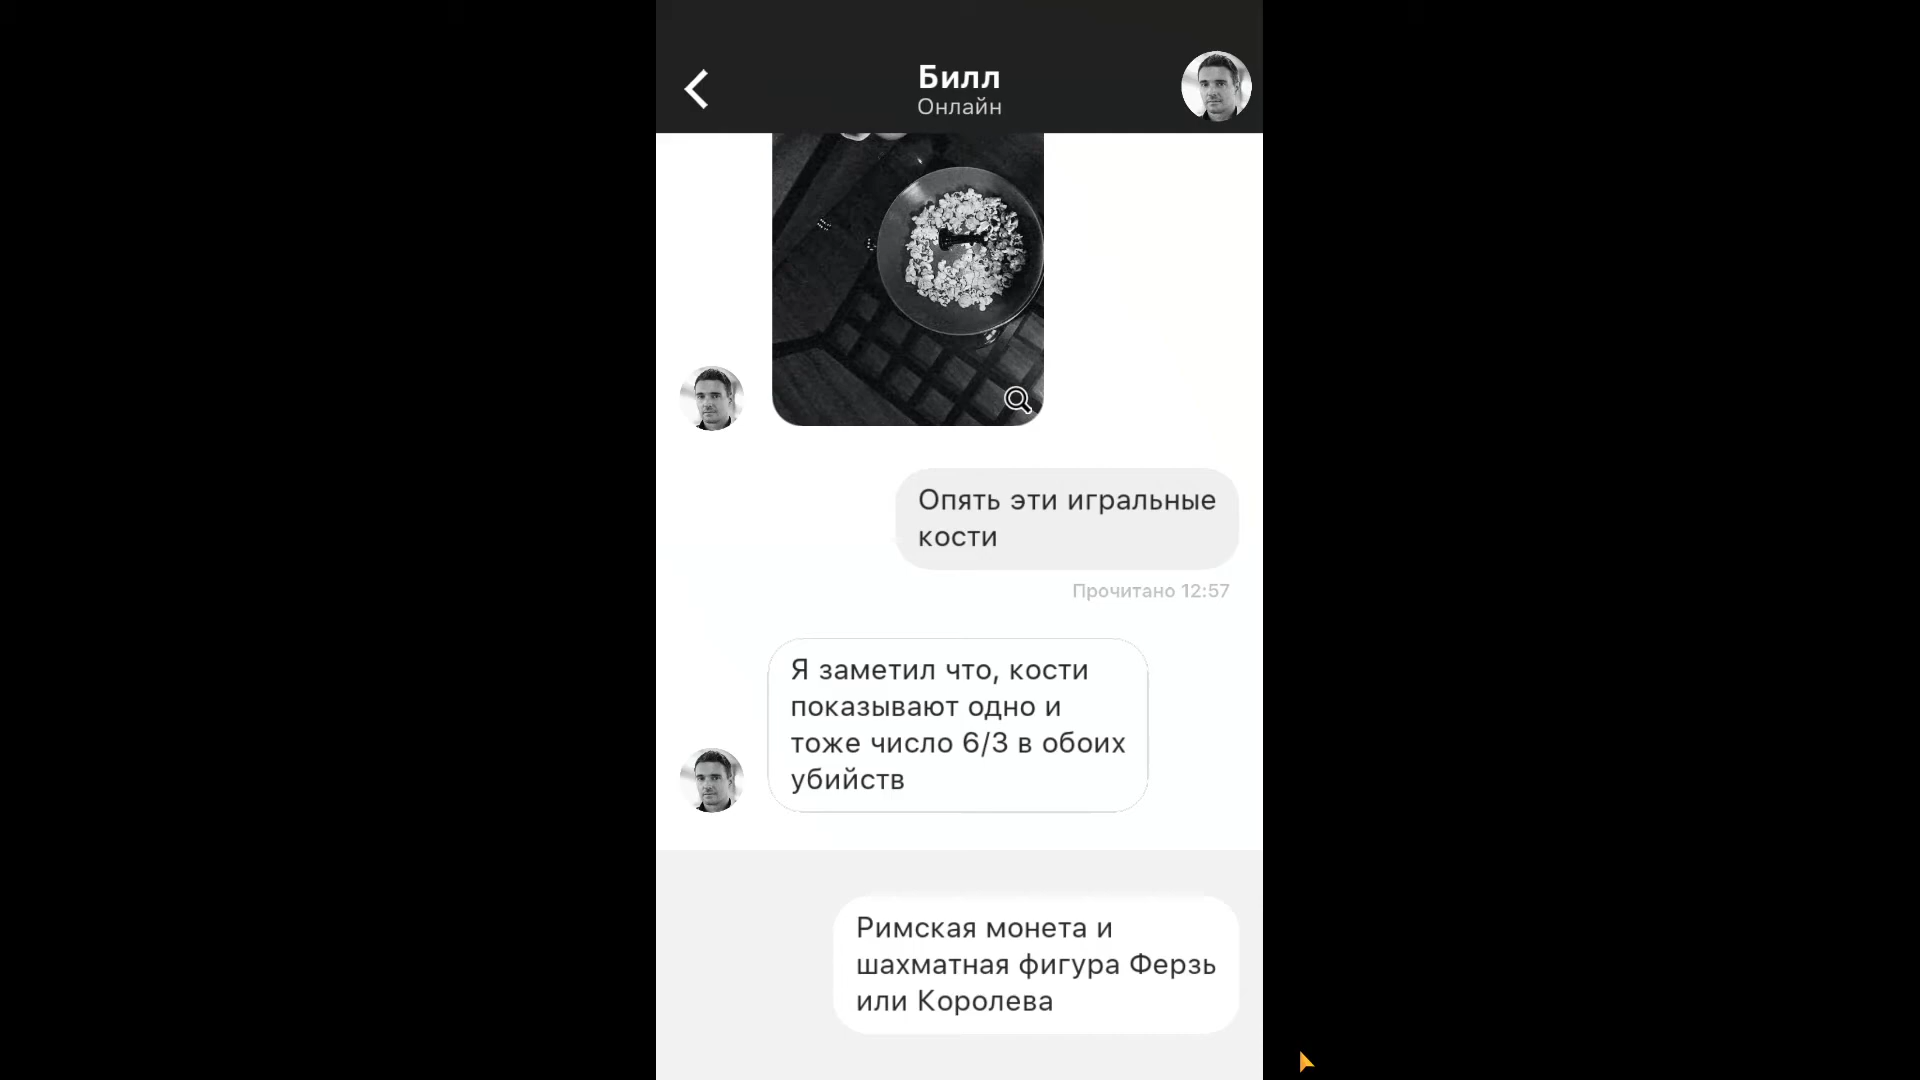 Билл
Онлайн
Опять эти игральные
кости
Прочитано 12:57
Я заметил что, кости
показывают одно и
тоже число 6/3 в обоих
убийств
Римская монета и
шахматная фигура Ферзь
или Королева